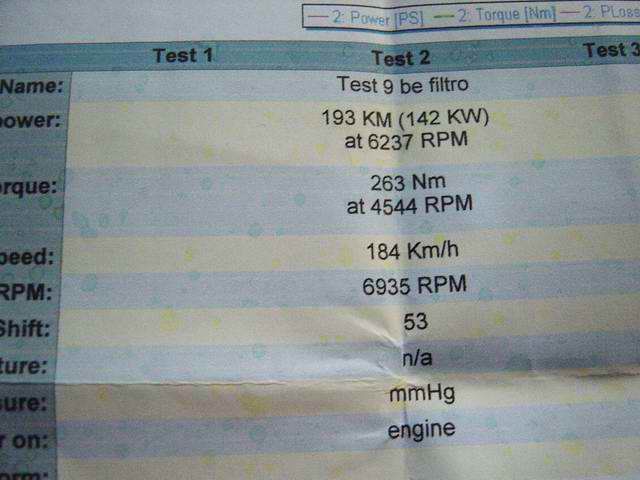 2: Power [PS] 2: Torque [Nm] 2: PLoss
Test 1 Test 2 Test 3
Name: Test 9 be filtro
power: 193 KM (142 KW)
at 6237 RPM
orque: 263 Nm
at 4544 RPM
peed: 184 Km/h
RPM: 6935 RPM
Shift: 53
ture: n/a
sure: mmHg
r on: engine
orm: